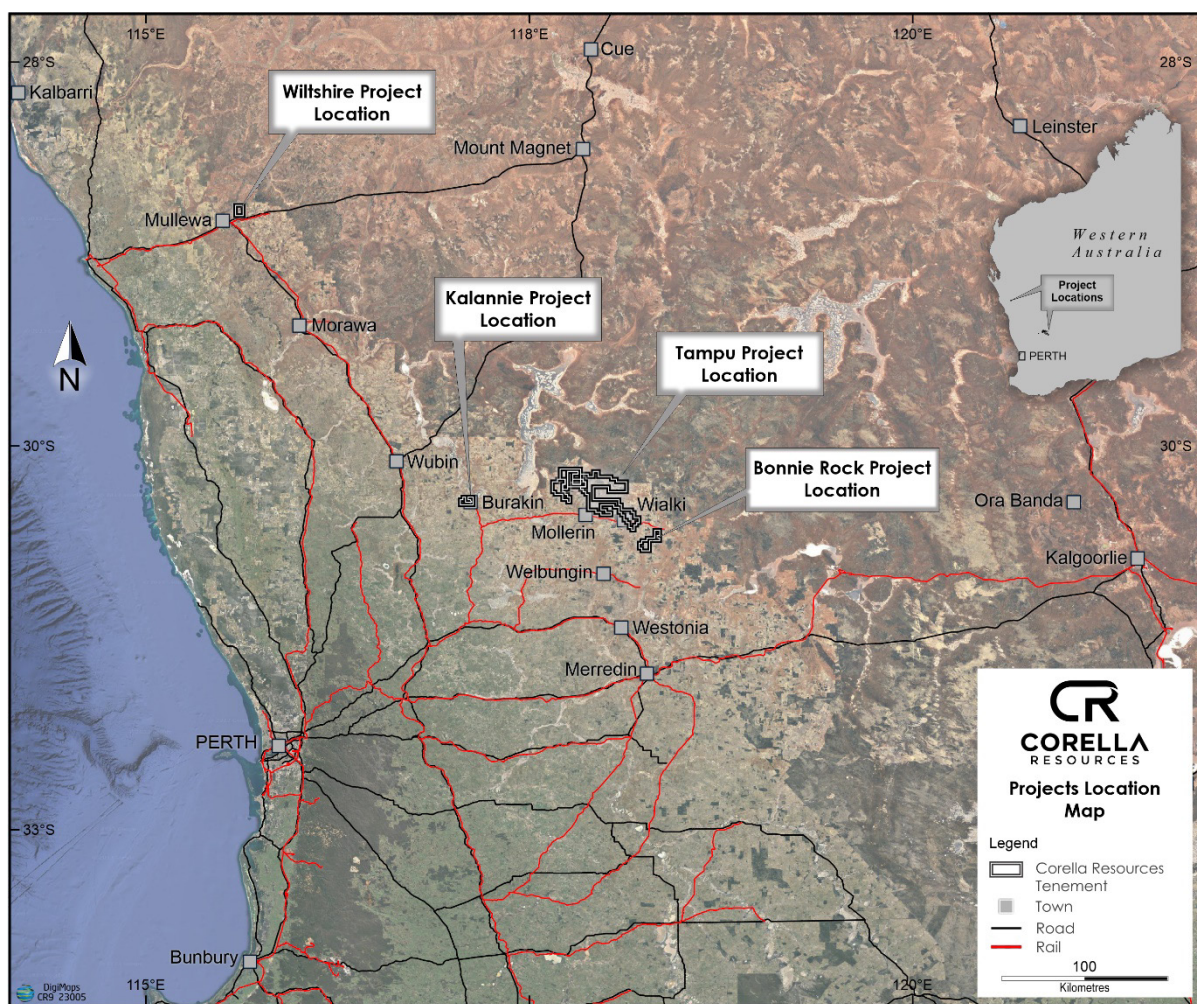 115°E
118°E
120°E
28°S
28°S
Cue
Kalbarri
Wiltshire Project
Location
Leinster
Mount Magnet
Mullewa
Western
Australia
Project
Locations
PERTH
Kalannie Project
Location
Morawa
Tampu Project
Location
N
30°S
30°S
Wubin
Bonnie Rock Project
Location
Burakin
Wialki
Ora Banda
Mollerin
Kalgoorlie
Welbungin
Westonia
Merredin
PERTH
33°S
Bunbury
115°E
120°E
DigiMaps
CR9 23005
CR
CORELLA
RESOURCES
Projects Location
Map
Legend
Corella Resources
Tenement
Town
Road
Rail
100
Kilometres